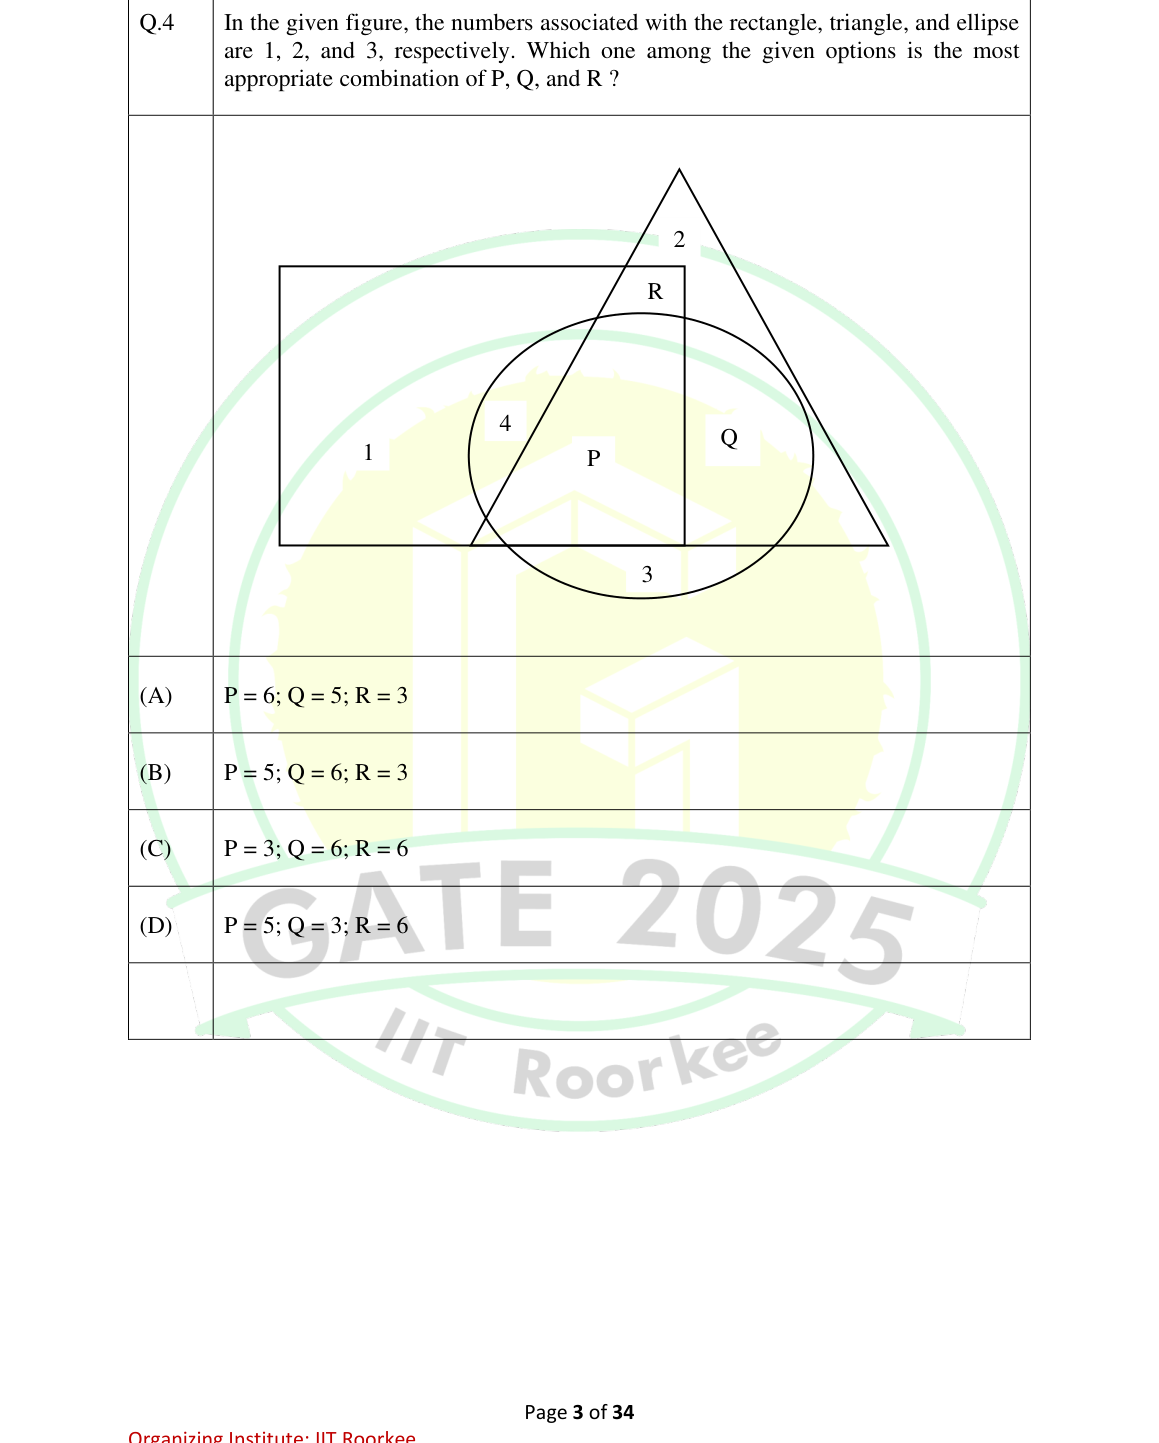 Q.4
In the given figure, the numbers associated with the rectangle, triangle, and ellipse
are 1, 2, and 3, respectively. Which one among the given options is the most
appropriate combination of P, Q, and R ?
2
R
4
Q
1
P
3
(A) P = 6; Q = 5; R = 3
(B) P = 5; Q = 6; R = 3
(C) P = 3; Q = 6; R = 6
(D) P = 5; Q = 3; R = 6
GATE 2025
IIT Roorkee
Page 3 of 34
Organizing Institute: IIT Roorkee